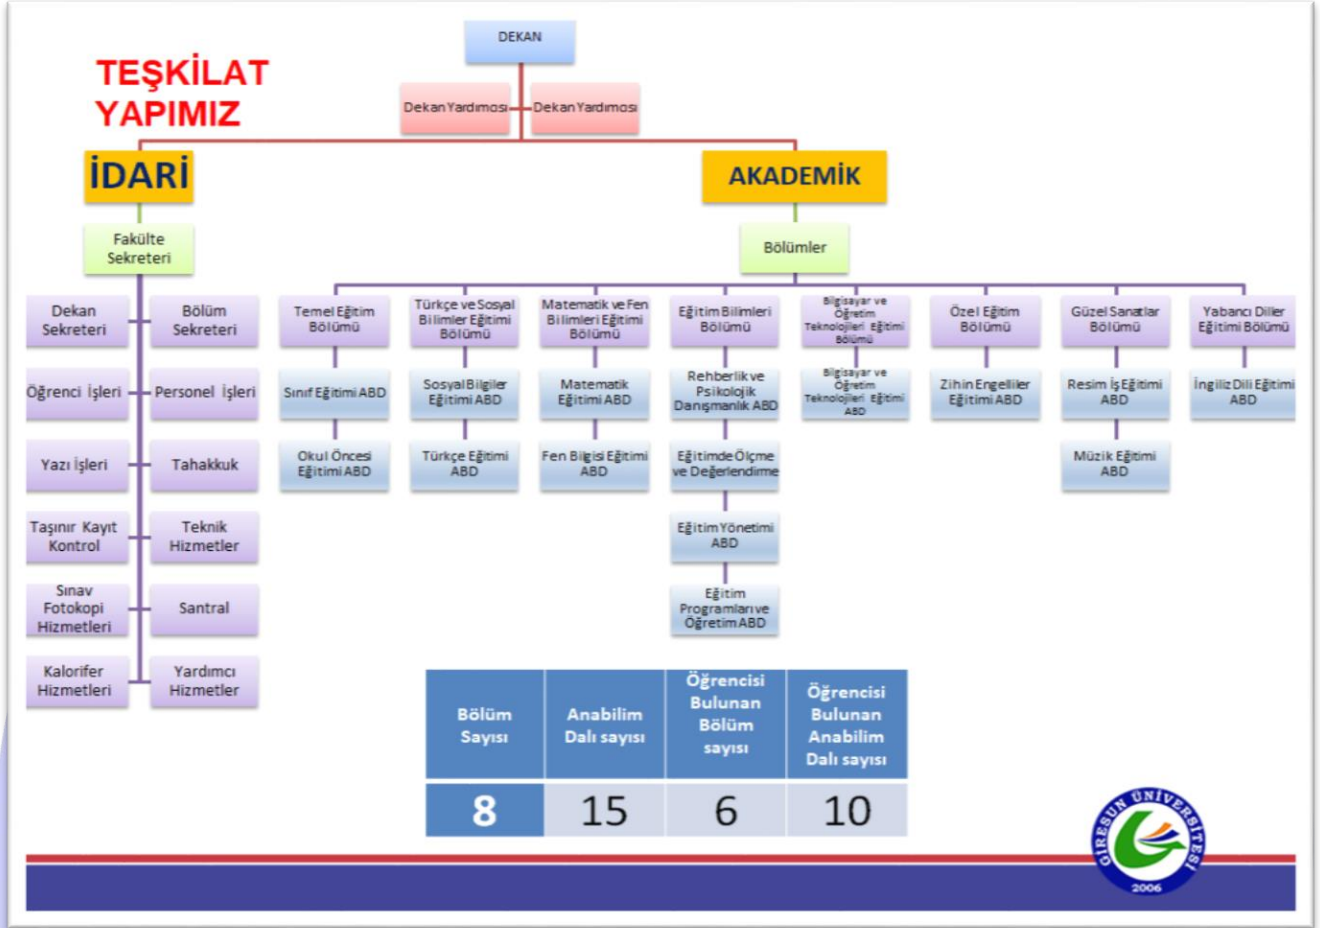 TEŞKİLAT
YAPIMIZ
DEKAN
Dekan Yardımcısı
Dekan Yardımcısı
İDARİ
AKADEMİK
Fakülte
Sekreteri
Bölümler
Dekan
Sekreteri
Bölüm
Sekreteri
Öğrenci İşleri
Personel İşleri
Yazı İşleri
Tahakkuk
Taşınır Kayıt
Kontrol
Teknik
Hizmetler
Sınav
Fotokopi
Hizmetleri
Santral
Kalorifer
Hizmetleri
Yardımcı
Hizmetler
Temel Eğitim
Bölümü
Sınıf Eğitimi ABD
Okul Öncesi
Eğitimi ABD
Türkçe ve Sosyal
Bilimler Eğitimi
Bölümü
Sosyal Bilgiler
Eğitimi ABD
Türkçe Eğitimi
ABD
Matematik ve Fen
Bilimleri Eğitimi
Bölümü
Matematik
Eğitimi ABD
Fen Bilgisi Eğitimi
ABD
Eğitim Bilimleri
Bölümü
Rehberlik ve
Psikolojik
Danışmanlık ABD
Eğitimde Ölçme
ve Değerlendirme
Eğitim Yönetimi
ABD
Eğitim
Programları ve
Öğretim ABD
Bilgisayar ve
Öğretim
Teknolojileri Eğitimi
Bölümü
Bilgisayar ve
Öğretim
Teknolojileri Eğitimi
ABD
Özel Eğitim
Bölümü
Zihin Engelliler
Eğitimi ABD
Güzel Sanatlar
Bölümü
Resim İş Eğitimi
ABD
Müzik Eğitimi
ABD
Yabancı Diller
Eğitimi Bölümü
İngiliz Dili Eğitimi
ABD
Bölüm
Sayısı
Anabilim
Dalı sayısı
Öğrencisi
Bulunan
Bölüm
sayısı
Öğrencisi
Bulunan
Anabilim
Dalı sayısı
8
15
6
10
GİRESUN ÜNİVERSİTESİ
2006